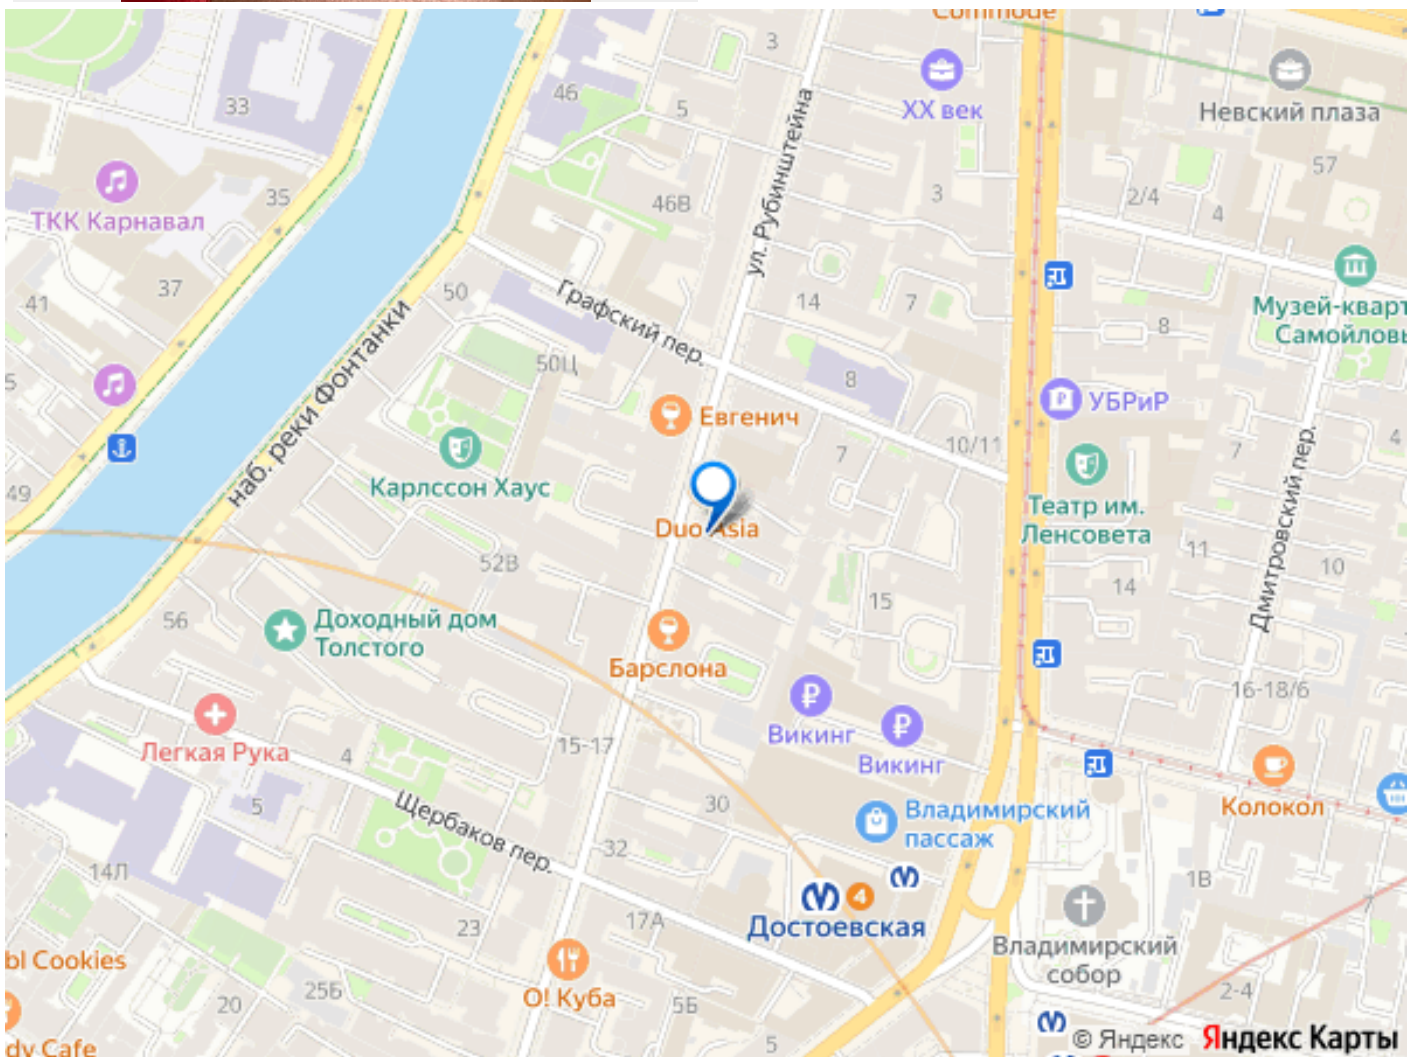 Commode
3
33
46
5
XX век
Невский плаза
57
ТКК Карнавал
35
46В
ул. Рубинштейна
3
2/4
4
37
41
50
Графский пер.
14
7
8
Музей-кварт
Самойловы
наб. реки Фонтанки
50Ц
8
5
Евгенич
УБРиР
7
10/11
7
4
Карлссон Хаус
49
Театр им.
Ленсовета
Дмитровский пер.
Duo Asia
52В
11
10
14
15
56
Доходный дом
Толстого
Барслона
16-18/6
Легкая Рука
4
15-17
Викинг
Викинг
5
Щербаков пер.
30
Владимирский
пассаж
Колокол
32
14Л
1В
4
7
Достоевская
23
17А
Владимирский
собор
bl Cookies
О! Куба
25Б
20
5Б
2-4
5
dy Cafe
© Яндекс Яндекс Карты